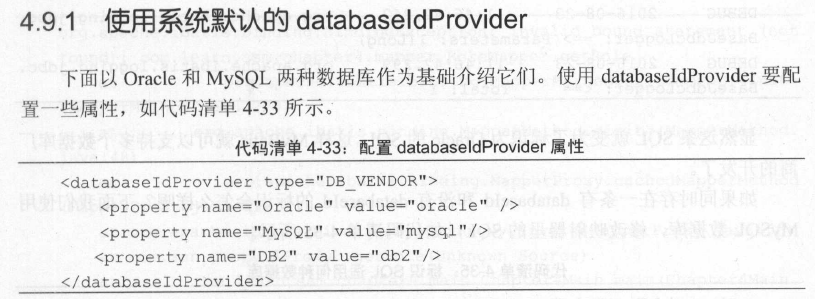 4.9.1 使用系统默认的 databaseIdProvider
下面以 Oracle 和 MySQL 两种数据库作为基础介绍它们。使用 databaseIdProvider 要配
置一些属性，如代码清单 4-33 所示。
代码清单 4-33：配置 databaseIdProvider 属性
<databaseIdProvider type="DB_VENDOR">
<property name="Oracle" value="oracle" />
<property name="MySQL" value="mysql"/>
<property name="DB2" value="db2"/>
</databaseIdProvider>